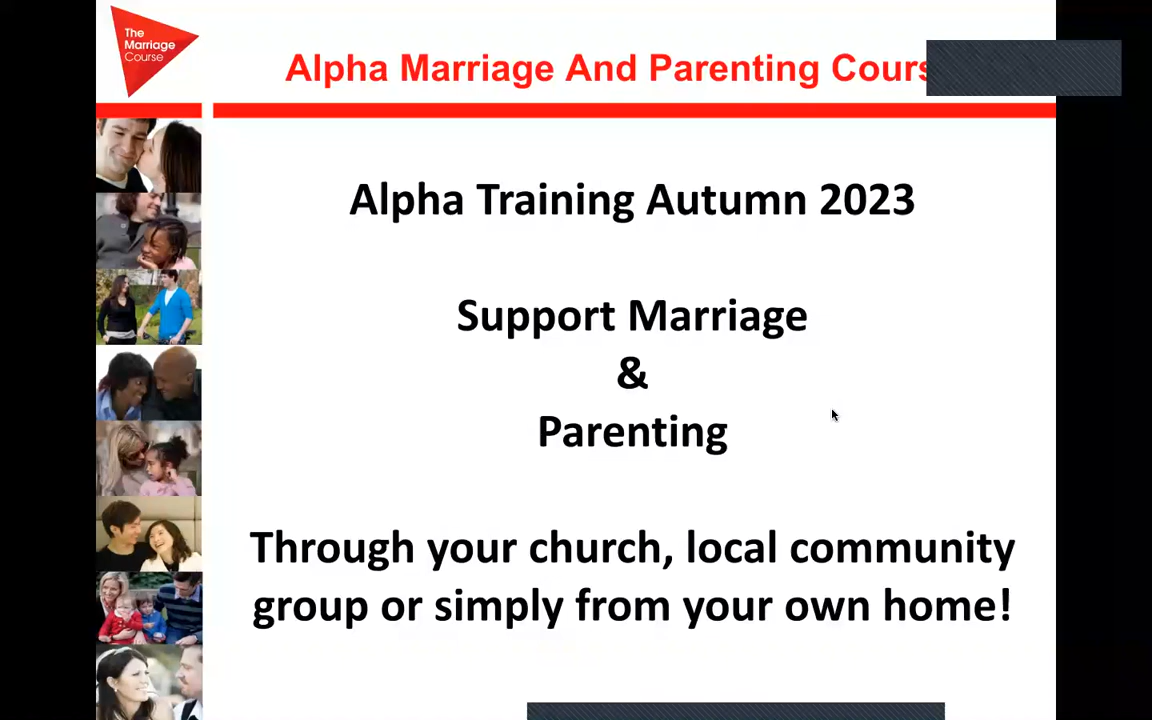 The
Marriage
Course
Alpha Marriage And Parenting
Alpha Training Autumn 2023
Support Marriage
&
Parenting
Through your church, local community
group or simply from your own home!